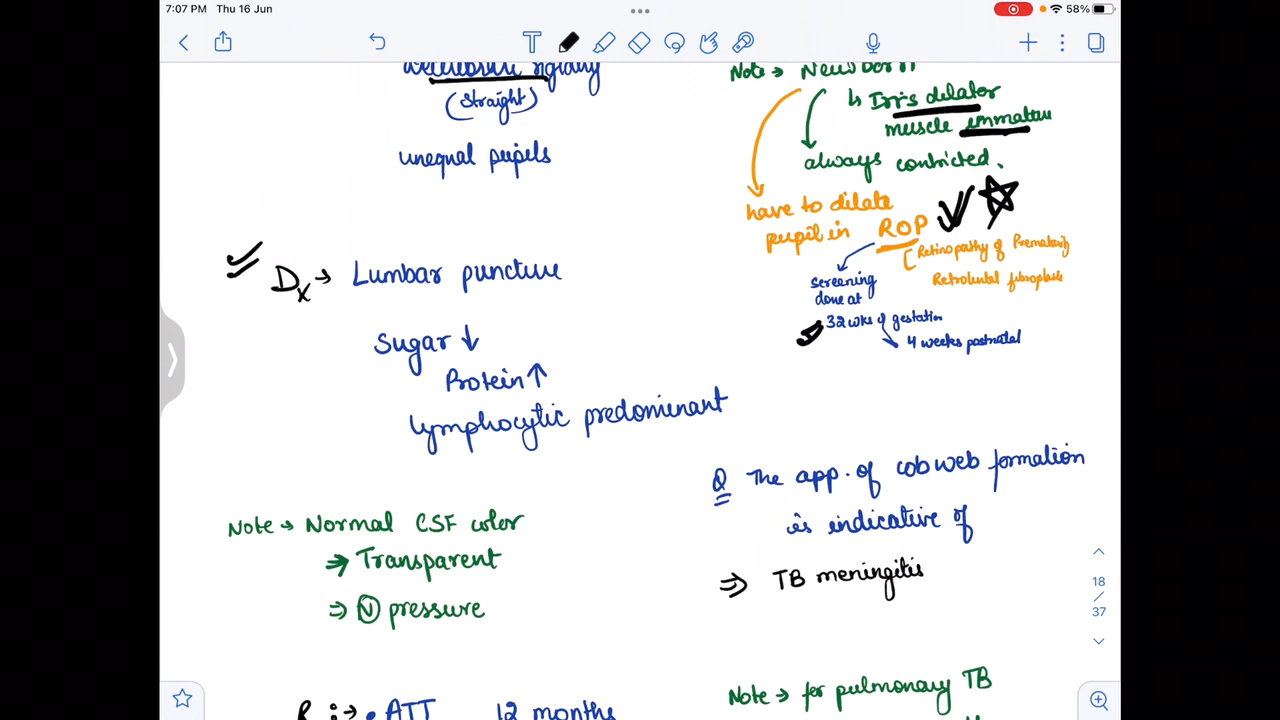 7:07 PM Thu 16 Jun
58%
rigidity
(straight)
unequal pupils
Note → Newborn
↳ Iris dilator
muscle immature
always contricted.
have to dilate
pupil in ROP
Retinopathy of Prematurity
Retrolental fibroplasia
screening
done at
32 wks of gestation
4 weeks postnatal
Dx → Lumbar puncture
Sugar ↓
Protein ↑
Lymphocytic predominant
Q The app. of cobweb formation
is indicative of
⇒ TB meningitis
Note → Normal CSF color
→ Transparent
⇒ Ⓝ pressure
18
/
37
Note → for pulmonary TB
• ATT 12 months